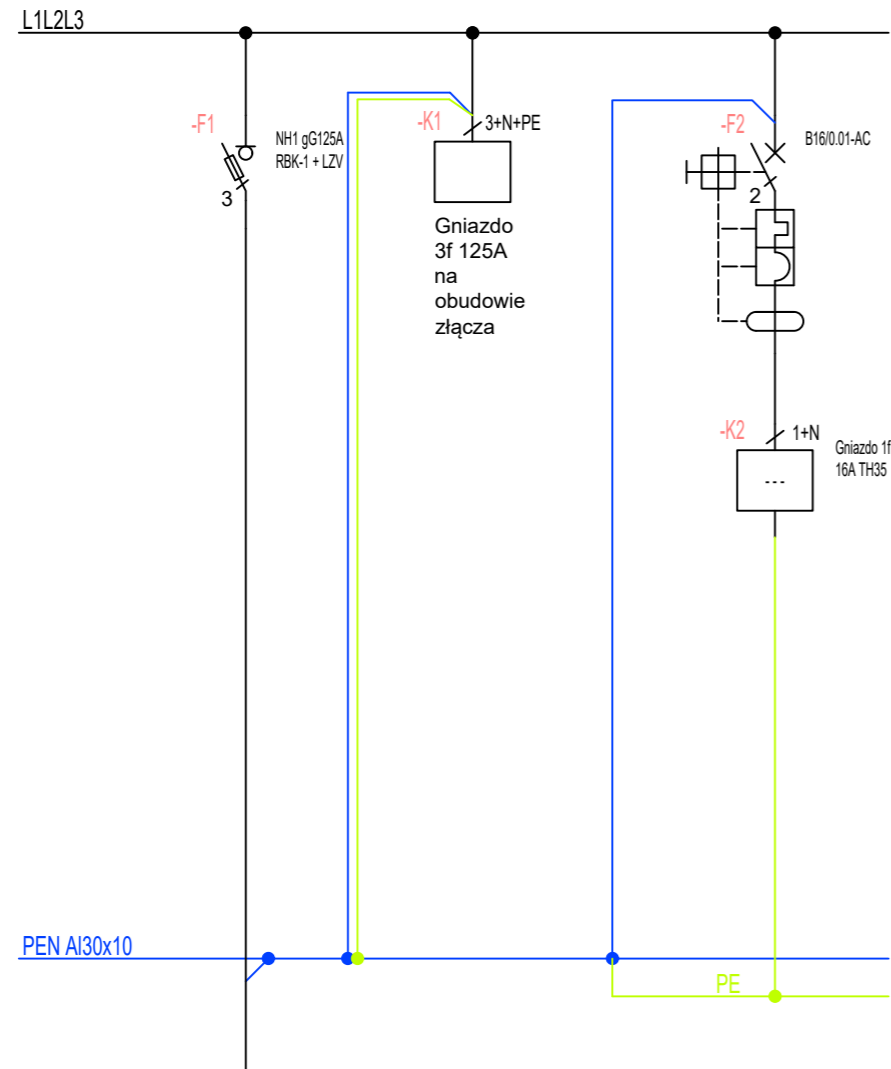 L1L2L3
-F1
NH1 gG125A
RBK-1 + LZV
3
-K1
3+N+PE
Gniazdo
3f 125A
na
obudowie
złącza
-F2
B16/0.01-AC
2
-K2
1+N
Gniazdo 1f
16A TH35
---
PEN Al30x10
PE